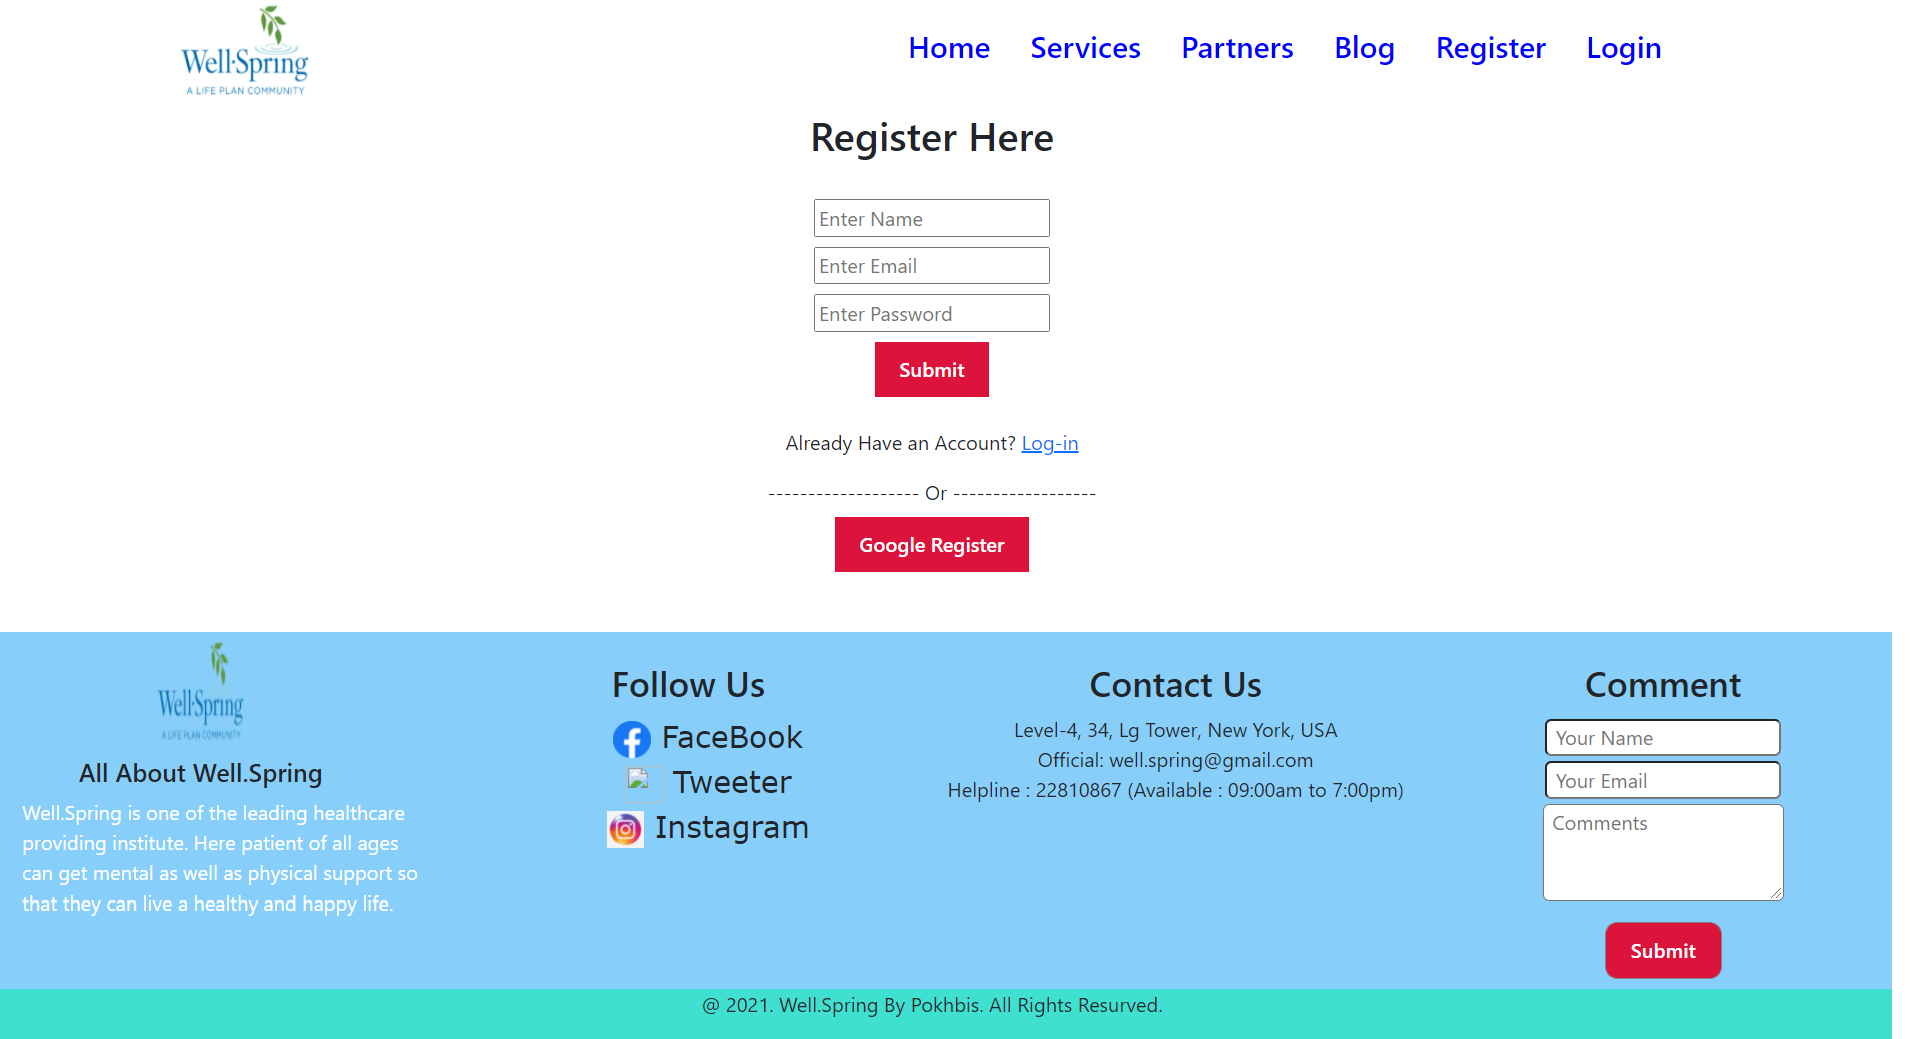 Well·Spring
A LIFE PLAN COMMUNITY
Home Services Partners Blog Register Login
Register Here
Enter Name
Enter Email
Enter Password
Submit
Already Have an Account? Log-in
------------------- Or ------------------
Google Register
Well·Spring
A LIFE PLAN COMMUNITY
All About Well.Spring
Well.Spring is one of the leading healthcare
providing institute. Here patient of all ages
can get mental as well as physical support so
that they can live a healthy and happy life.
Follow Us
FaceBook
Tweeter
Instagram
Contact Us
Level-4, 34, Lg Tower, New York, USA
Official: well.spring@gmail.com
Helpline : 22810867 (Available : 09:00am to 7:00pm)
Comment
Your Name
Your Email
Comments
Submit
@ 2021. Well.Spring By Pokhbis. All Rights Resurved.